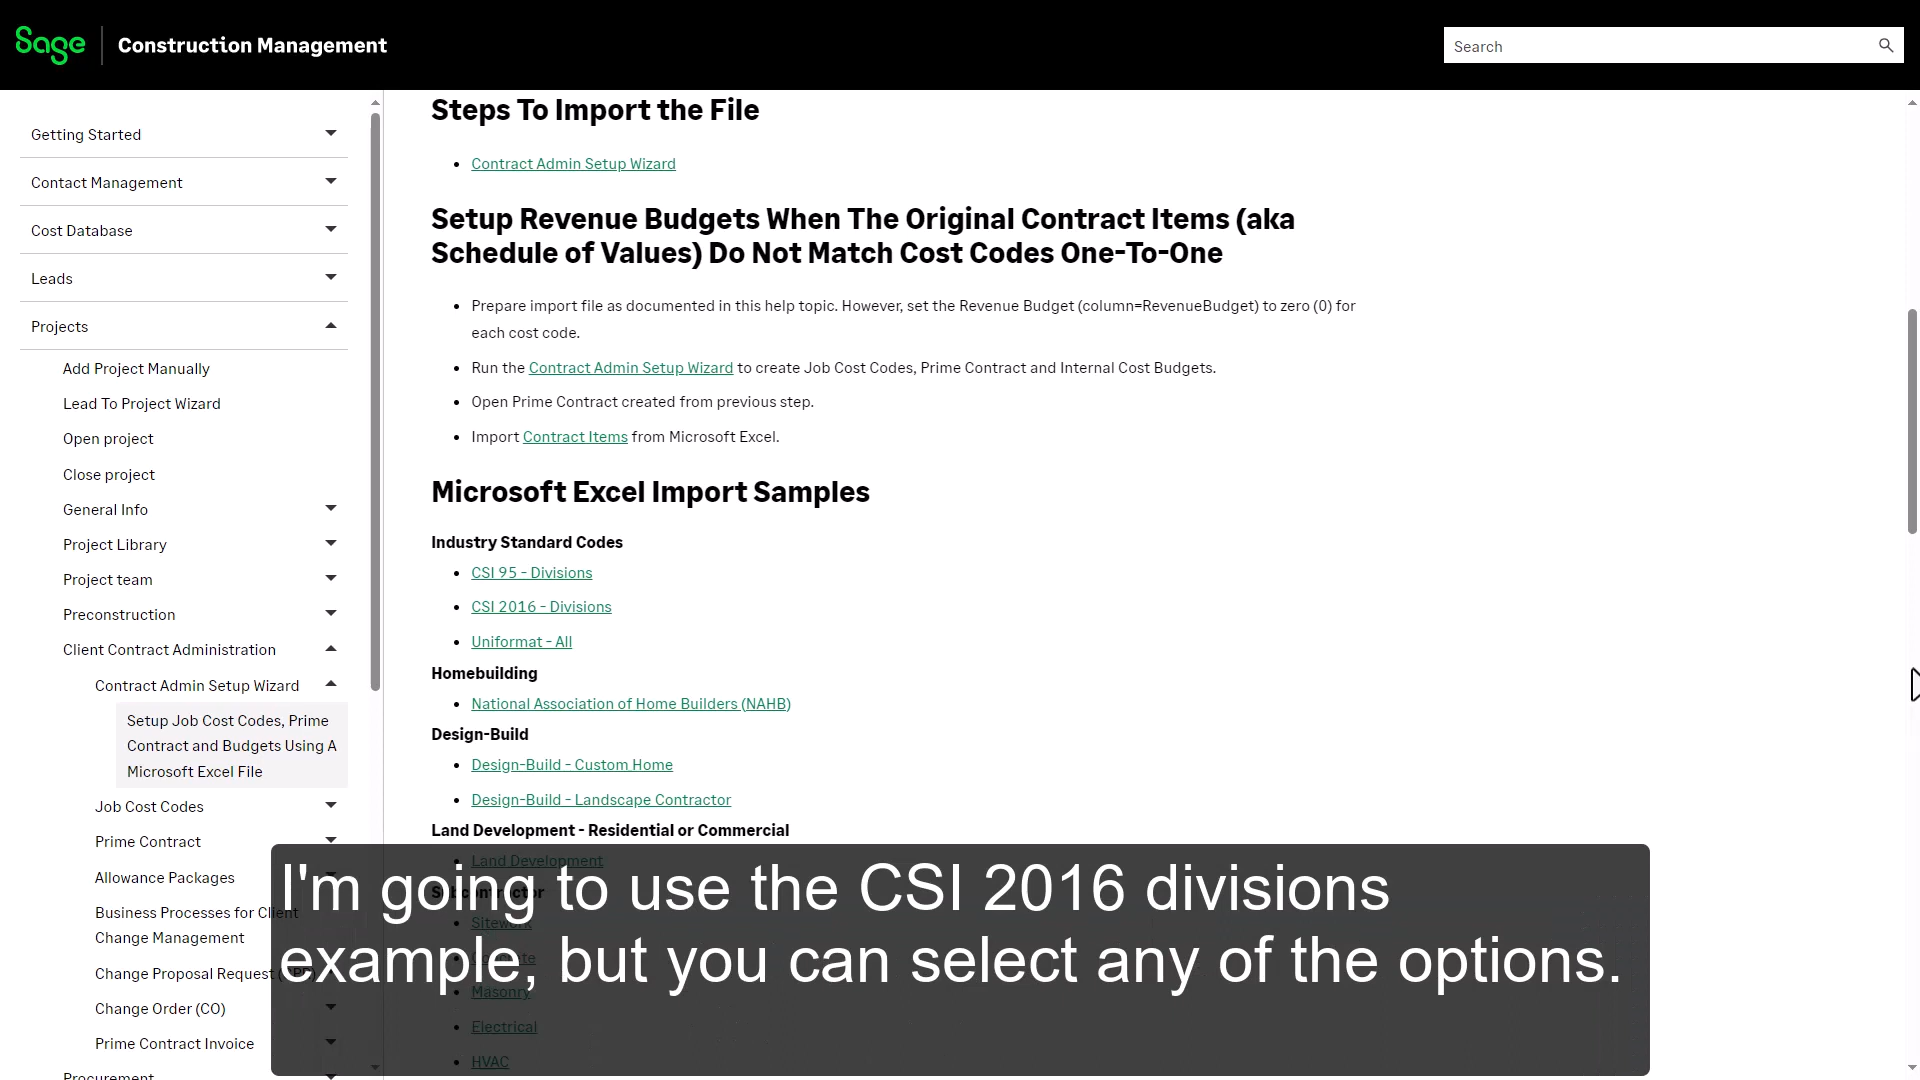 Sage
Construction Management
Search
Getting Started
Contact Management
Cost Database
Leads
Projects
Add Project Manually
Lead To Project Wizard
Open project
Close project
General Info
Project Library
Project team
Preconstruction
Client Contract Administration
Contract Admin Setup Wizard
Setup Job Cost Codes, Prime
Contract and Budgets Using A
Microsoft Excel File
Job Cost Codes
Prime Contract
Allowance Packages
Business Processes for Client
Change Management
Change Proposal Request (CPR)
Change Order (CO)
Prime Contract Invoice
Procurement
Steps To Import the File
Contract Admin Setup Wizard
Setup Revenue Budgets When The Original Contract Items (aka
Schedule of Values) Do Not Match Cost Codes One-To-One
Prepare import file as documented in this help topic. However, set the Revenue Budget (column=RevenueBudget) to zero (0) for
each cost code.
Run the Contract Admin Setup Wizard to create Job Cost Codes, Prime Contract and Internal Cost Budgets.
Open Prime Contract created from previous step.
Import Contract Items from Microsoft Excel.
Microsoft Excel Import Samples
Industry Standard Codes
CSI 95 - Divisions
CSI 2016 - Divisions
Uniformat - All
Homebuilding
National Association of Home Builders (NAHB)
Design-Build
Design-Build - Custom Home
Design-Build - Landscape Contractor
Land Development - Residential or Commercial
Land Development
Subcontractor
Sitework
Concrete
Masonry
Electrical
HVAC
I'm going to use the CSI 2016 divisions
example, but you can select any of the options.